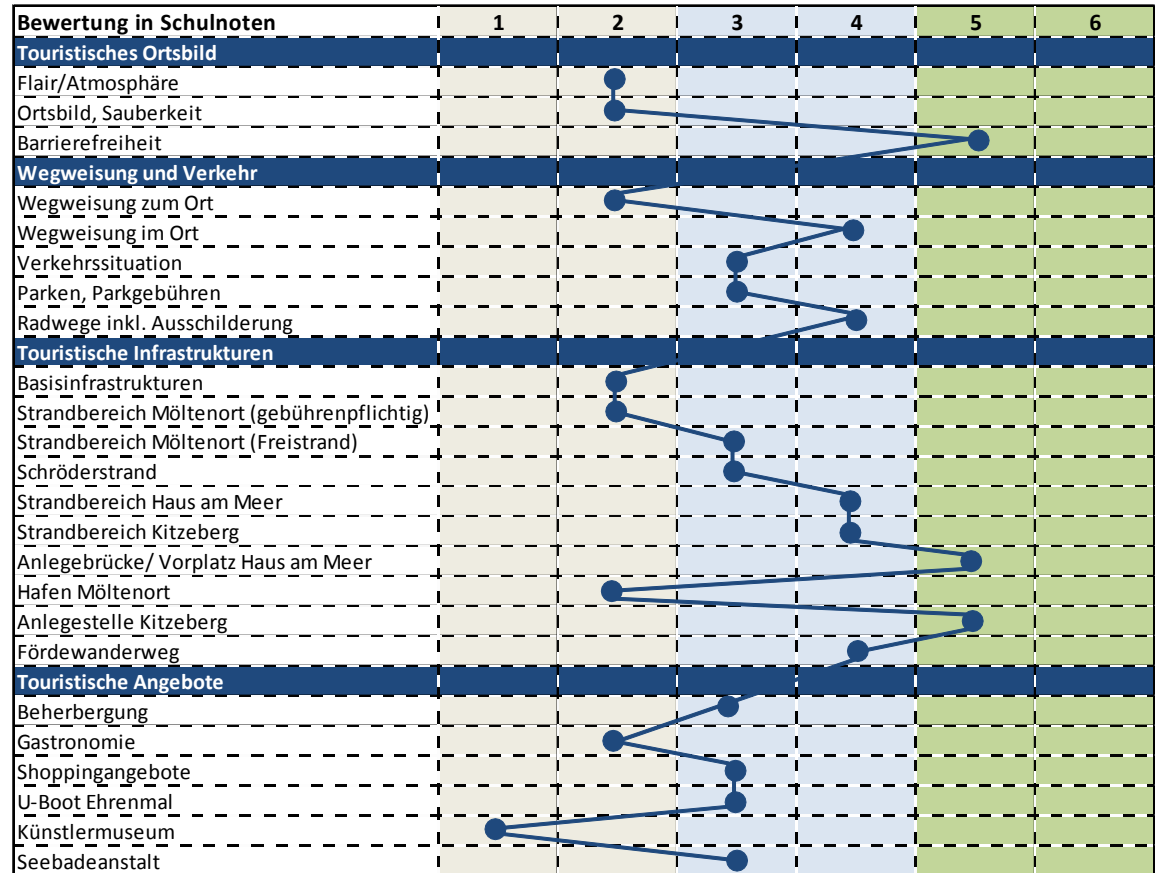 Bewertung in Schulnoten 1 2 3 4 5 6
Touristisches Ortsbild
Flair/Atmosphäre
Ortsbild, Sauberkeit
Barrierefreiheit
Wegweisung und Verkehr
Wegweisung zum Ort
Wegweisung im Ort
Verkehrssituation
Parken, Parkgebühren
Radwege inkl. Ausschilderung
Touristische Infrastrukturen
Basisinfrastrukturen
Strandbereich Möltenort (gebührenpflichtig)
Strandbereich Möltenort (Freistrand)
Schröderstrand
Strandbereich Haus am Meer
Strandbereich Kitzeberg
Anlegebrücke/ Vorplatz Haus am Meer
Hafen Möltenort
Anlegestelle Kitzeberg
Fördewanderweg
Touristische Angebote
Beherbergung
Gastronomie
Shoppingangebote
U-Boot Ehrenmal
Künstlermuseum
Seebadeanstalt